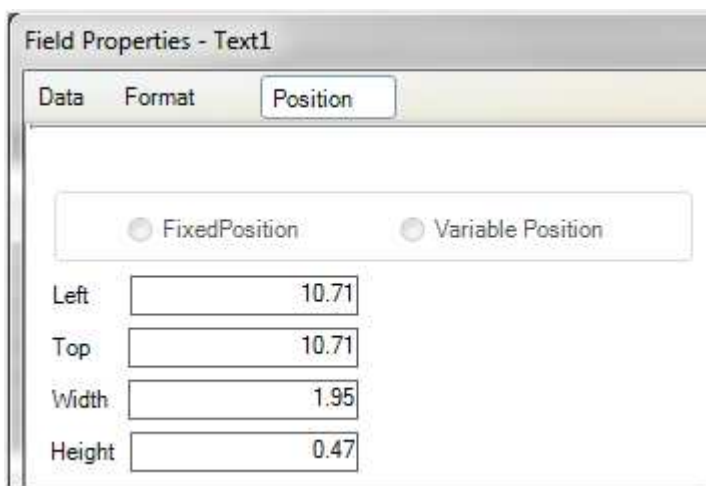 Field Properties - Text1
Data Format Position
FixedPosition Variable Position
Left 10.71
Top 10.71
Width 1.95
Height 0.47